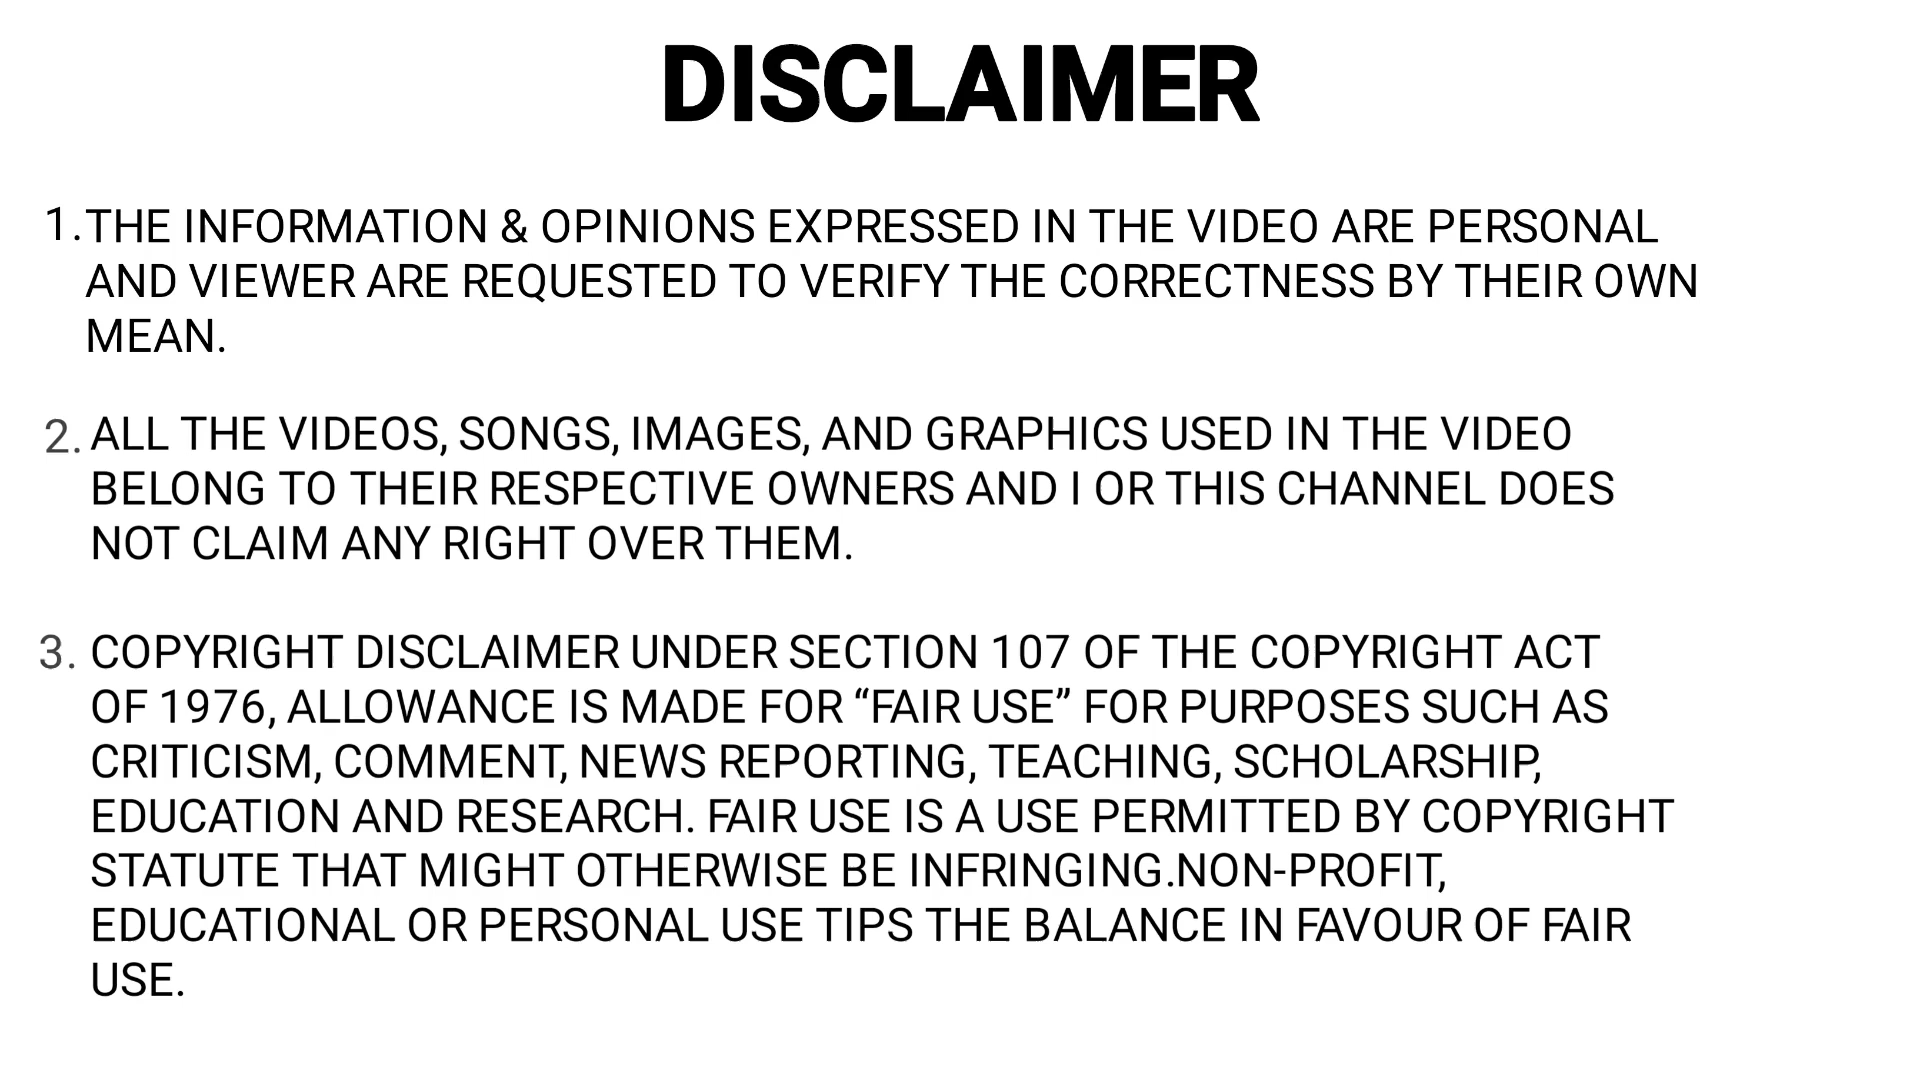 DISCLAIMER
1. THE INFORMATION & OPINIONS EXPRESSED IN THE VIDEO ARE PERSONAL
AND VIEWER ARE REQUESTED TO VERIFY THE CORRECTNESS BY THEIR OWN
MEAN.
2. ALL THE VIDEOS, SONGS, IMAGES, AND GRAPHICS USED IN THE VIDEO
BELONG TO THEIR RESPECTIVE OWNERS AND I OR THIS CHANNEL DOES
NOT CLAIM ANY RIGHT OVER THEM.
3. COPYRIGHT DISCLAIMER UNDER SECTION 107 OF THE COPYRIGHT ACT
OF 1976, ALLOWANCE IS MADE FOR “FAIR USE” FOR PURPOSES SUCH AS
CRITICISM, COMMENT, NEWS REPORTING, TEACHING, SCHOLARSHIP,
EDUCATION AND RESEARCH. FAIR USE IS A USE PERMITTED BY COPYRIGHT
STATUTE THAT MIGHT OTHERWISE BE INFRINGING.NON-PROFIT,
EDUCATIONAL OR PERSONAL USE TIPS THE BALANCE IN FAVOUR OF FAIR
USE.